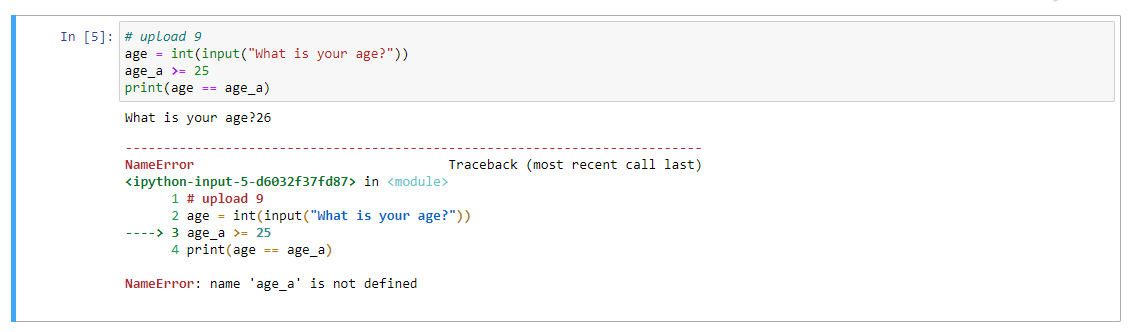 In [5]: # upload 9
age = int(input("What is your age?"))
age_a >= 25
print(age == age_a)
What is your age?26
---------------------------------------------------------------------------
NameError                                 Traceback (most recent call last)
<ipython-input-5-d6032f37fd87> in <module>
      1 # upload 9
      2 age = int(input("What is your age?"))
----> 3 age_a >= 25
      4 print(age == age_a)
NameError: name 'age_a' is not defined